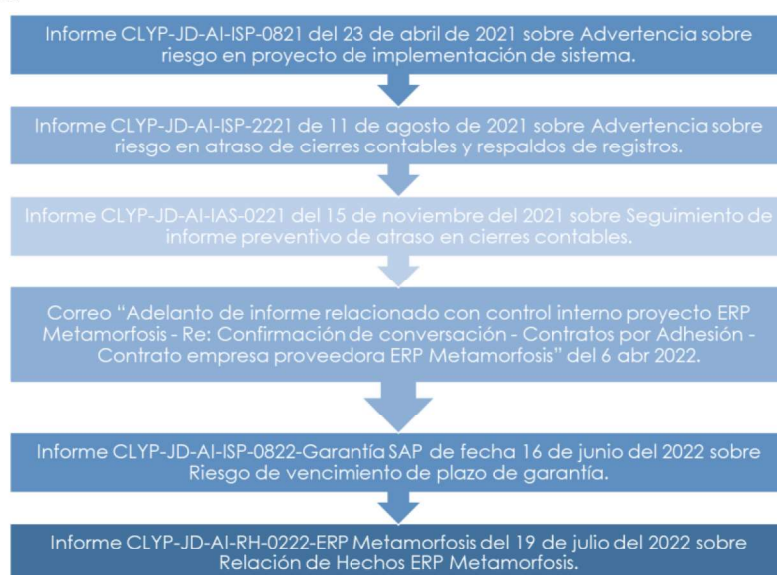 Informe CLYP-JD-AI-ISP-0821 del 23 de abril de 2021 sobre Advertencia sobre
riesgo en proyecto de implementación de sistema.
Informe CLYP-JD-AI-ISP-2221 de 11 de agosto de 2021 sobre Advertencia sobre
riesgo en atraso de cierres contables y respaldos de registros.
Informe CLYP-JD-AI-IAS-0221 del 15 de noviembre del 2021 sobre Seguimiento de
informe preventivo de atraso en cierres contables.
Correo “Adelanto de informe relacionado con control interno proyecto ERP
Metamorfosis - Re: Confirmación de conversación - Contratos por Adhesión -
Contrato empresa proveedora ERP Metamorfosis” del 6 abr 2022.
Informe CLYP-JD-AI-ISP-0822-Garantía SAP de fecha 16 de junio del 2022 sobre
Riesgo de vencimiento de plazo de garantía.
Informe CLYP-JD-AI-RH-0222-ERP Metamorfosis del 19 de julio del 2022 sobre
Relación de Hechos ERP Metamorfosis.